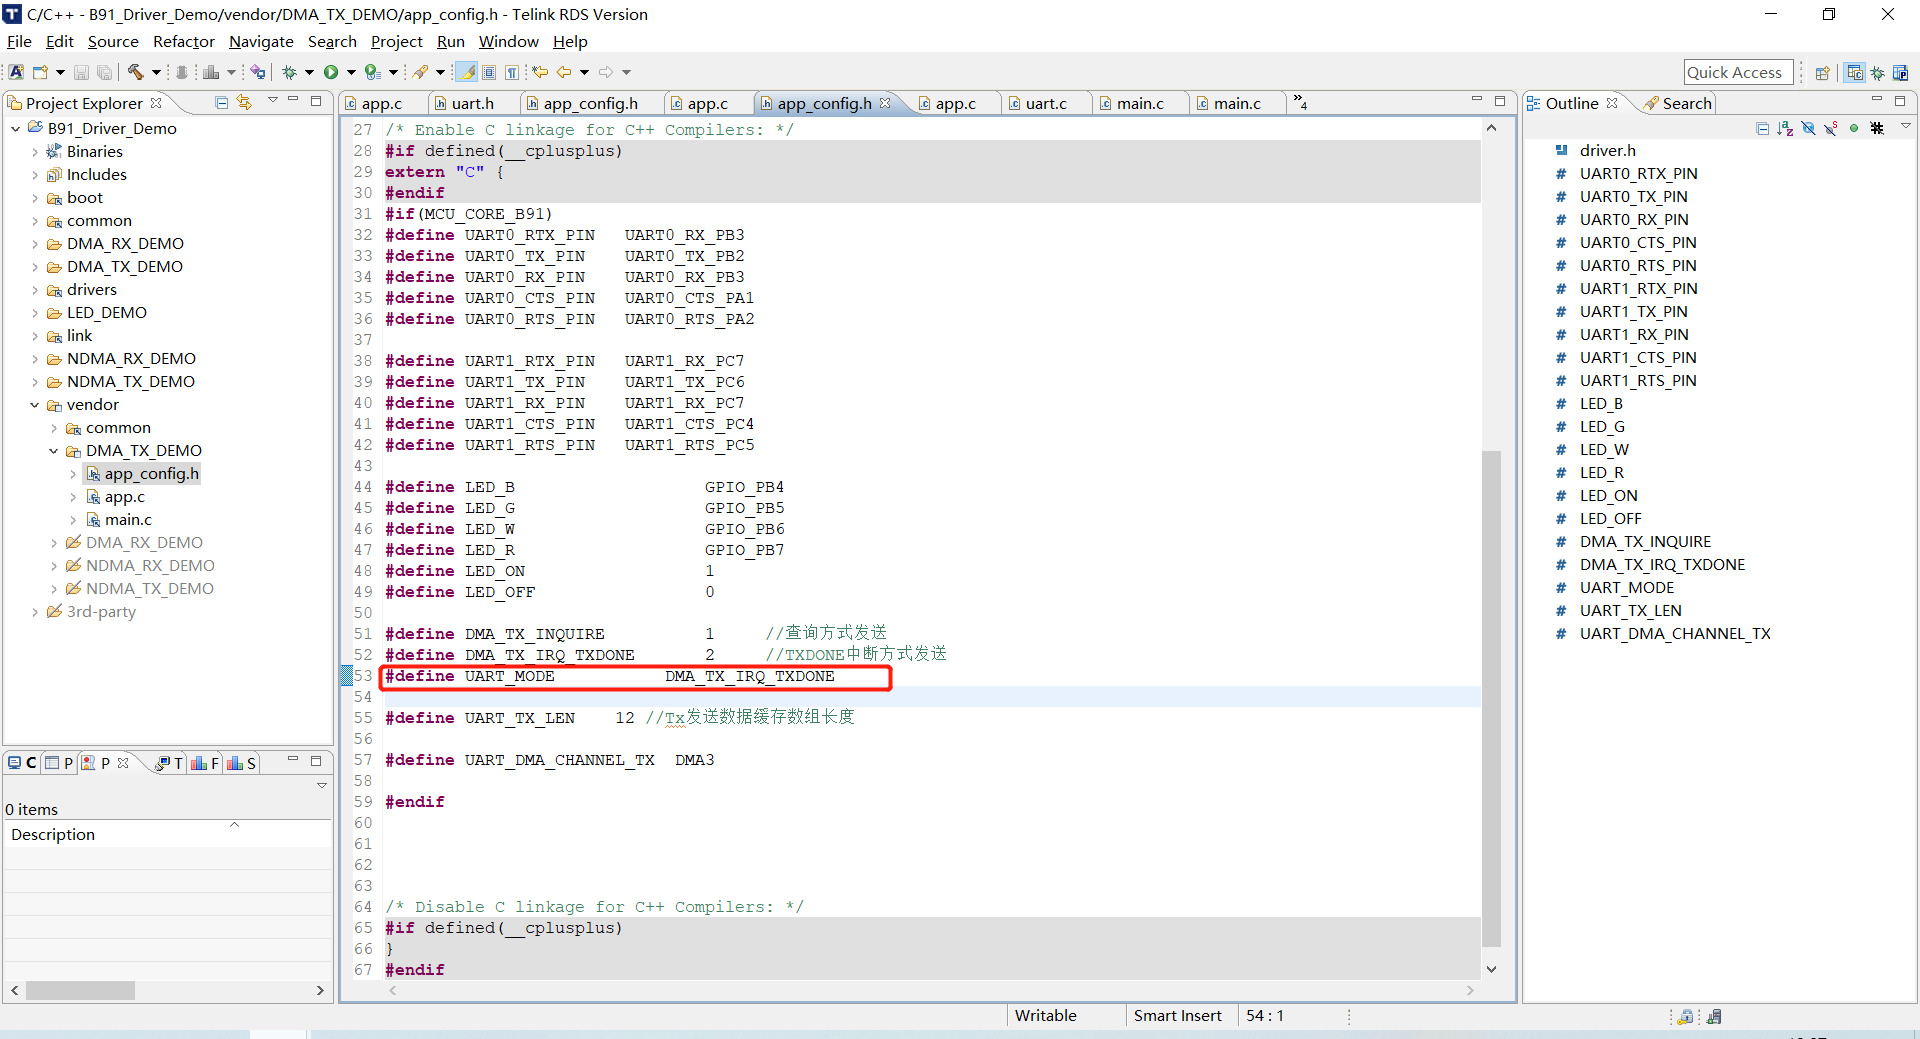 C/C++ - B91_Driver_Demo/vendor/DMA_TX_DEMO/app_config.h - Telink RDS Version
File Edit Source Refactor Navigate Search Project Run Window Help
Quick Access
Project Explorer
B91_Driver_Demo
Binaries
Includes
boot
common
DMA_RX_DEMO
DMA_TX_DEMO
drivers
LED_DEMO
link
NDMA_RX_DEMO
NDMA_TX_DEMO
vendor
common
DMA_TX_DEMO
app_config.h
app.c
main.c
DMA_RX_DEMO
NDMA_RX_DEMO
NDMA_TX_DEMO
3rd-party
C P P T F S
0 items
Description
app.c uart.h app_config.h app.c app_config.h app.c uart.c main.c main.c »4
27 /* Enable C linkage for C++ Compilers: */
28 #if defined(__cplusplus)
29 extern "C" {
30 #endif
31 #if(MCU_CORE_B91)
32 #define UART0_RTX_PIN UART0_RX_PB3
33 #define UART0_TX_PIN UART0_TX_PB2
34 #define UART0_RX_PIN UART0_RX_PB3
35 #define UART0_CTS_PIN UART0_CTS_PA1
36 #define UART0_RTS_PIN UART0_RTS_PA2
37
38 #define UART1_RTX_PIN UART1_RX_PC7
39 #define UART1_TX_PIN UART1_TX_PC6
40 #define UART1_RX_PIN UART1_RX_PC7
41 #define UART1_CTS_PIN UART1_CTS_PC4
42 #define UART1_RTS_PIN UART1_RTS_PC5
43
44 #define LED_B GPIO_PB4
45 #define LED_G GPIO_PB5
46 #define LED_W GPIO_PB6
47 #define LED_R GPIO_PB7
48 #define LED_ON 1
49 #define LED_OFF 0
50
51 #define DMA_TX_INQUIRE 1 //查询方式发送
52 #define DMA_TX_IRQ_TXDONE 2 //TXDONE中断方式发送
53 #define UART_MODE DMA_TX_IRQ_TXDONE
54
55 #define UART_TX_LEN 12 //Tx发送数据缓存数组长度
56
57 #define UART_DMA_CHANNEL_TX DMA3
58
59 #endif
60
61
62
63
64 /* Disable C linkage for C++ Compilers: */
65 #if defined(__cplusplus)
66 }
67 #endif
Outline Search
driver.h
# UART0_RTX_PIN
# UART0_TX_PIN
# UART0_RX_PIN
# UART0_CTS_PIN
# UART0_RTS_PIN
# UART1_RTX_PIN
# UART1_TX_PIN
# UART1_RX_PIN
# UART1_CTS_PIN
# UART1_RTS_PIN
# LED_B
# LED_G
# LED_W
# LED_R
# LED_ON
# LED_OFF
# DMA_TX_INQUIRE
# DMA_TX_IRQ_TXDONE
# UART_MODE
# UART_TX_LEN
# UART_DMA_CHANNEL_TX
Writable Smart Insert 54 : 1